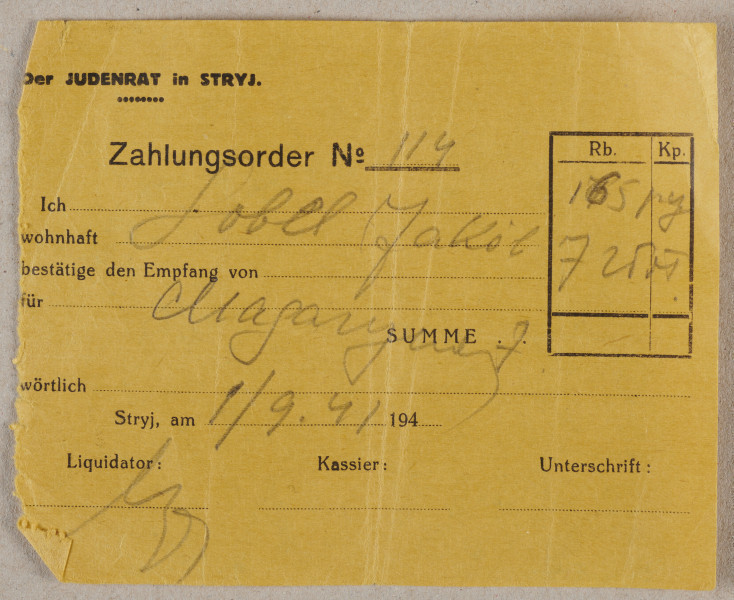 Der JUDENRAT in STRYJ.
Zahlungsorder № 114
Rb. Kp.
Ich
wohnhaft Jakob
bestätige den Empfang von
für
SUMME . .
wörtlich
Stryj, am 1/9.41 194
Liquidator: Kassier: Unterschrift: